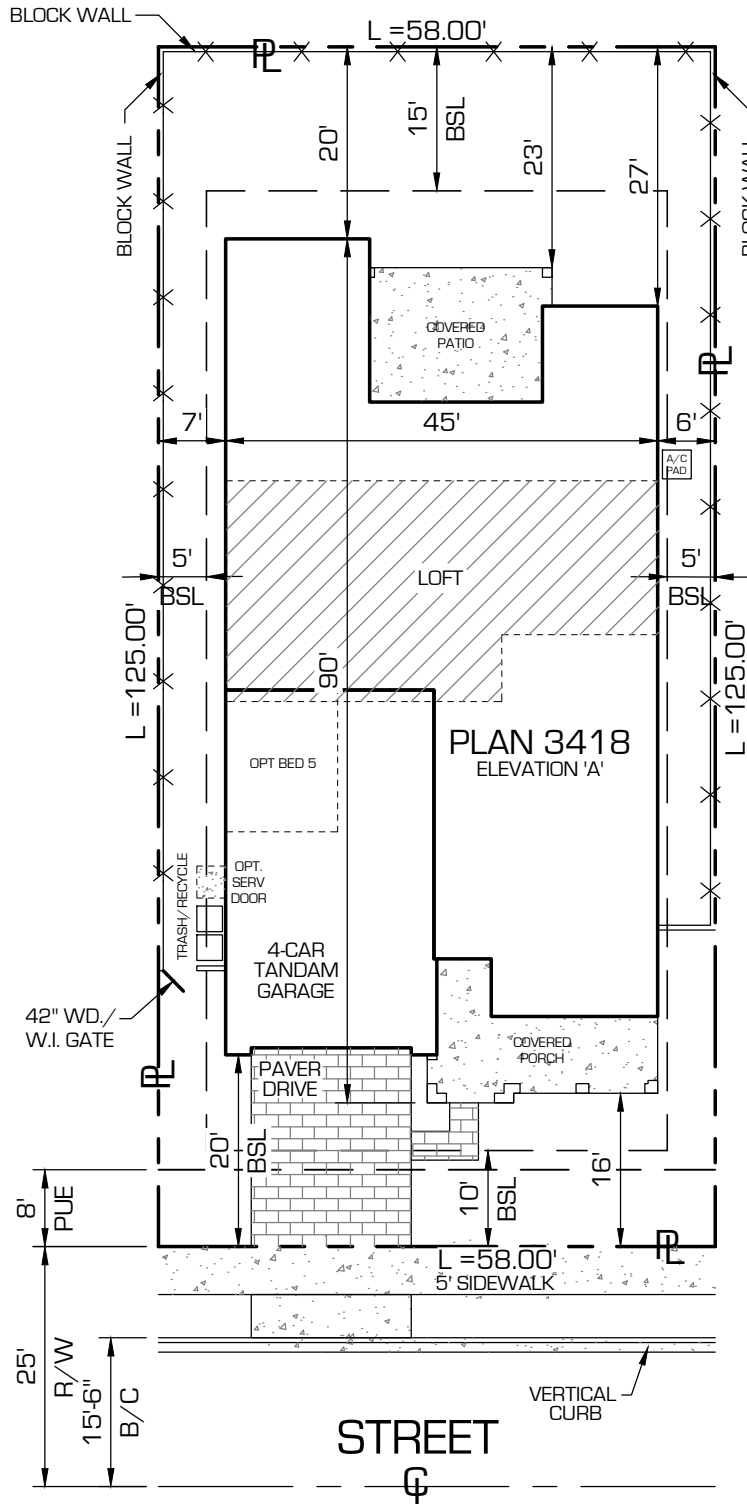 BLOCK WALL
L =58.00'
PL
BLOCK WALL
20'
15'
BSL
23'
27'
BLOCK WALL
COVERED
PATIO
PL
7'
45'
6'
A/C
PAD
5'
BSL
LOFT
5'
BSL
L =125.00'
90'
L =125.00'
PLAN 3418
ELEVATION 'A'
OPT BED 5
TRASH/ RECYCLE
OPT.
SERV
DOOR
4-CAR
TANDAM
GARAGE
42" WD./
W.I. GATE
COVERED
PORCH
PL
PAVER
DRIVE
20'
BSL
8'
PUE
10'
BSL
16'
PL
L =58.00'
5' SIDEWALK
25'
R/W
15'-6"
B/C
VERTICAL
CURB
STREET
CL